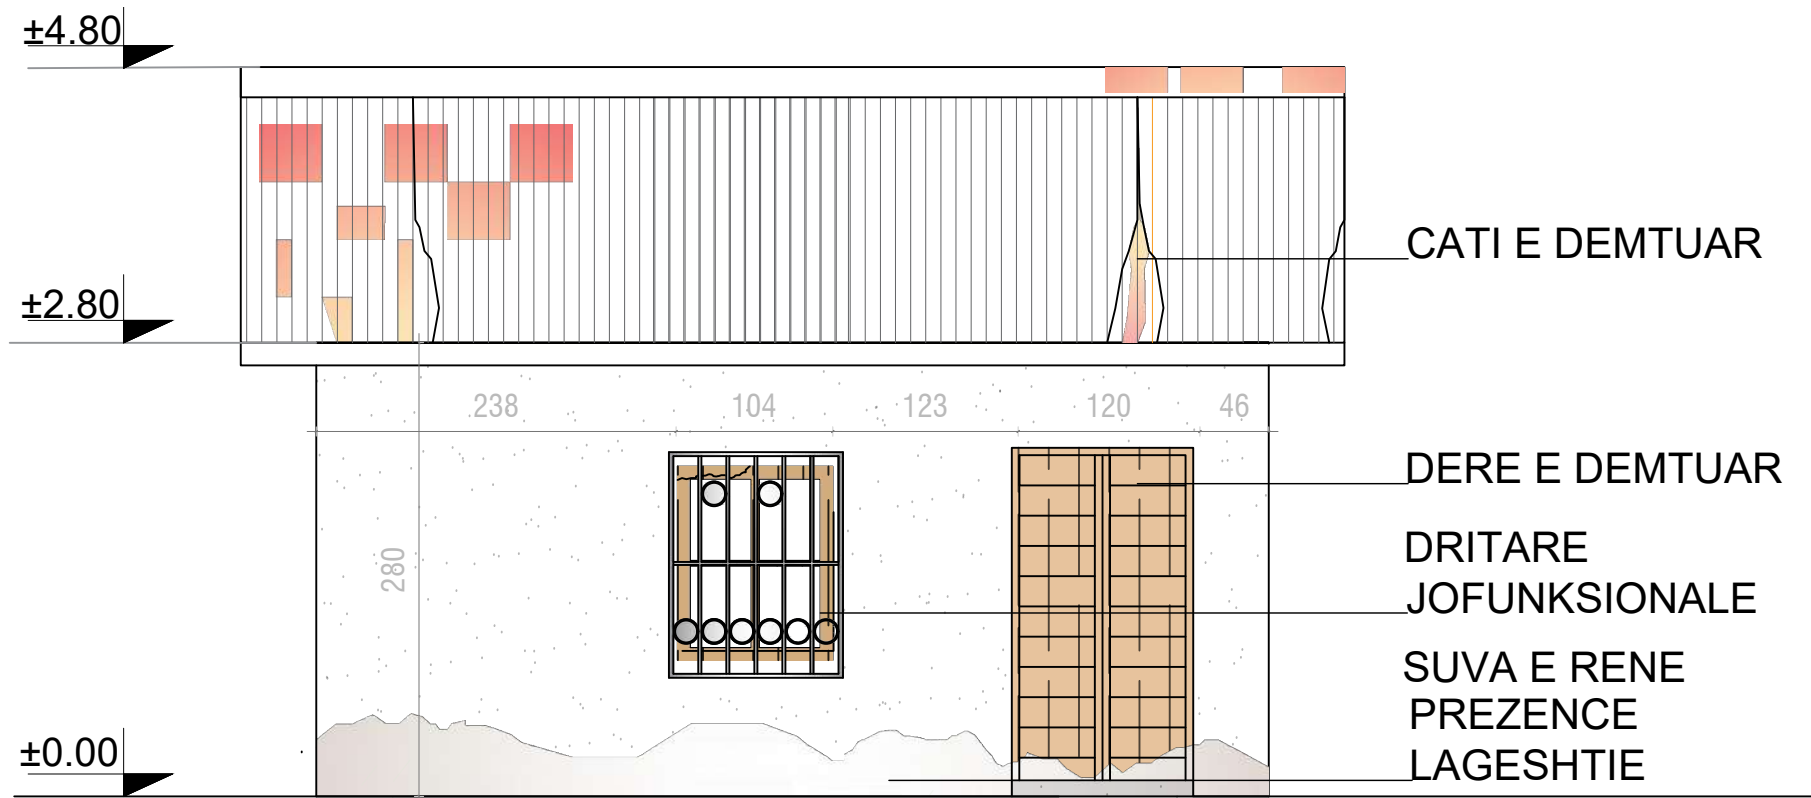 ±4.80
CATI E DEMTUAR
±2.80
238 104 123 120 46
DERE E DEMTUAR
280
DRITARE
JOFUNKSIONALE
SUVA E RENE
PREZENCE
LAGESHTIE
±0.00